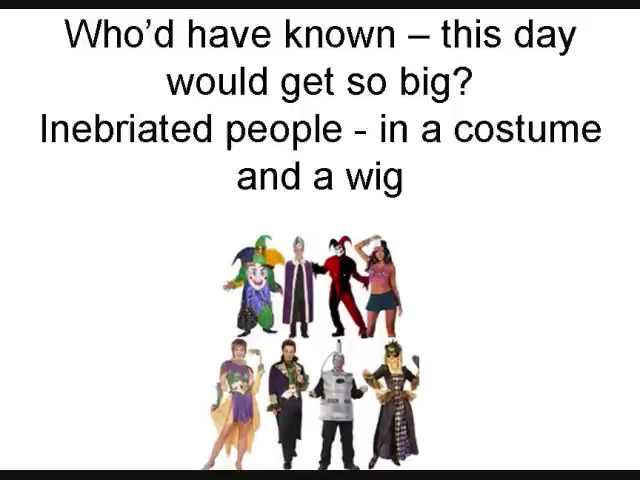 Who’d have known – this day
would get so big?
Inebriated people - in a costume
and a wig